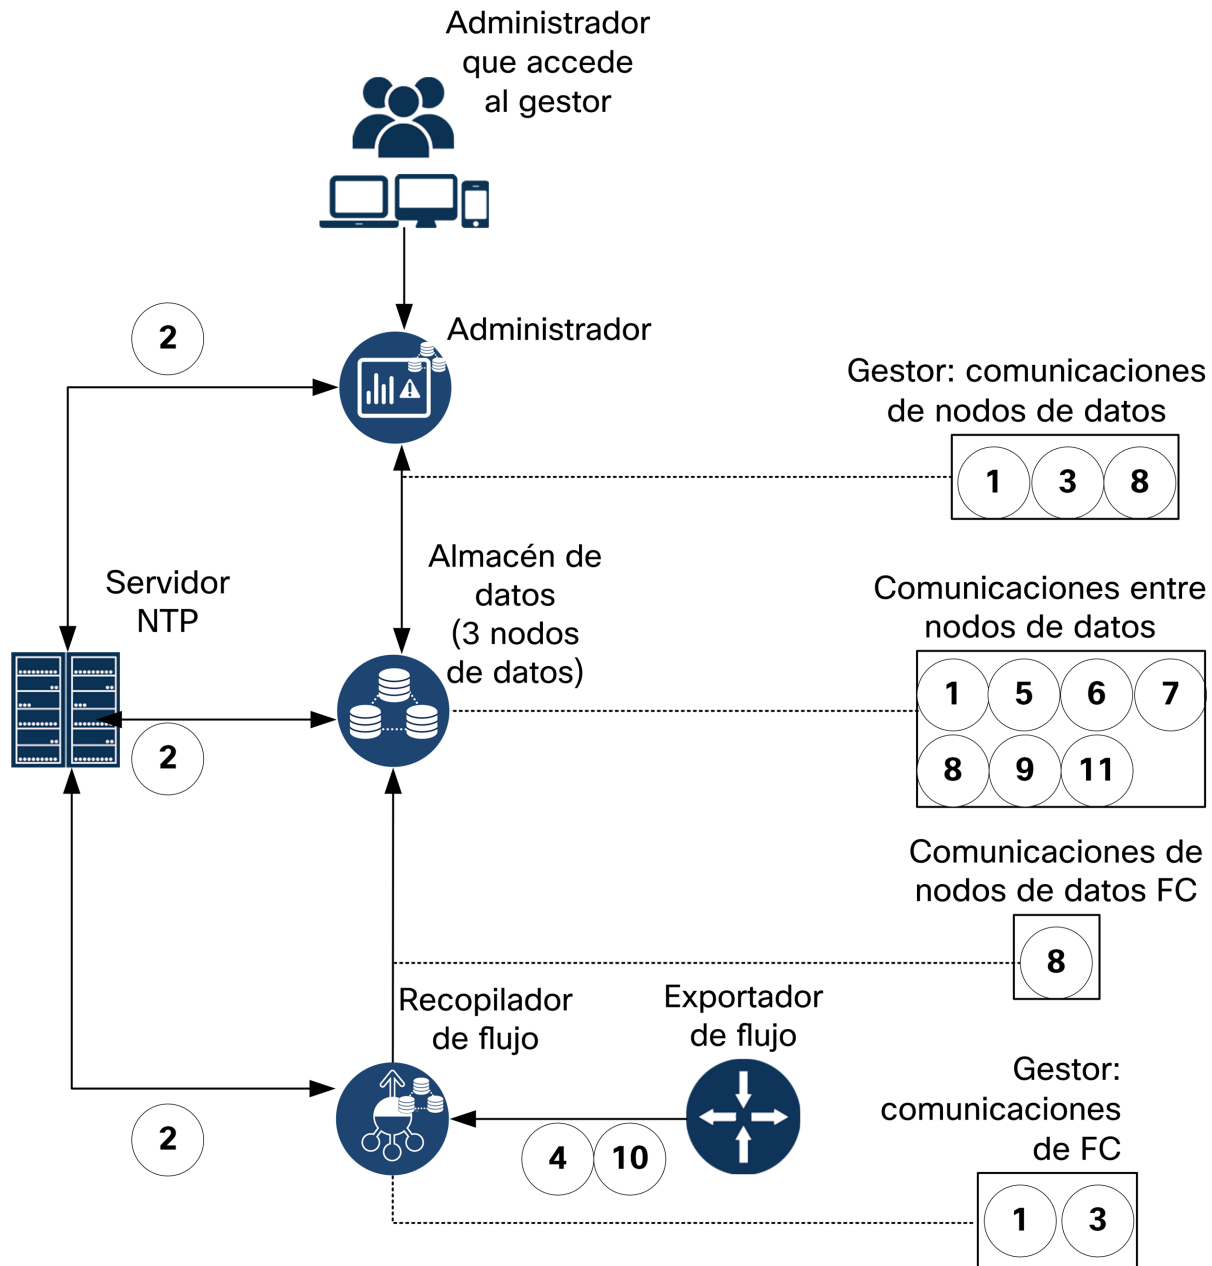 Administrador
que accede
al gestor
2
Administrador
Gestor: comunicaciones
de nodos de datos
1 3 8
Servidor
NTP
Almacén de
datos
(3 nodos
de datos)
Comunicaciones entre
nodos de datos
1 5 6 7
8 9 11
2
Comunicaciones de
nodos de datos FC
8
Recopilador
de flujo
Exportador
de flujo
4 10
2
Gestor:
comunicaciones
de FC
1 3